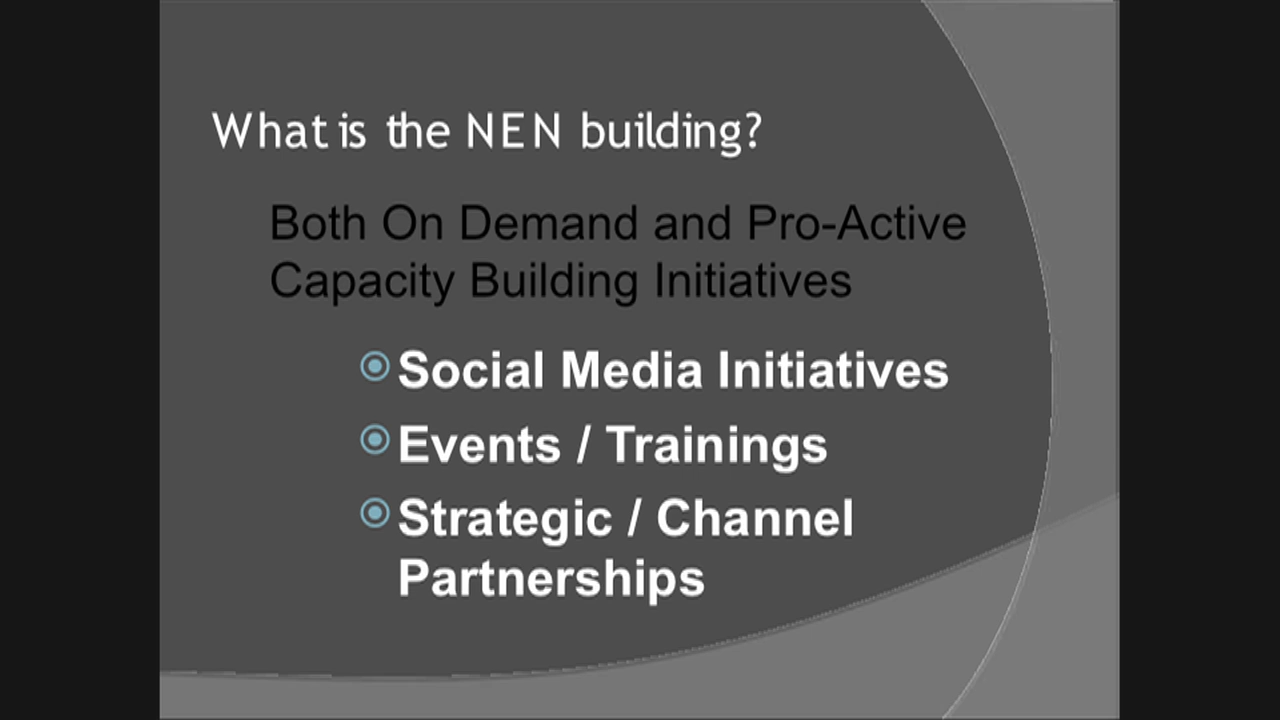 What is the NEN building?
Both On Demand and Pro-Active
Capacity Building Initiatives
Social Media Initiatives
Events / Trainings
Strategic / Channel
Partnerships